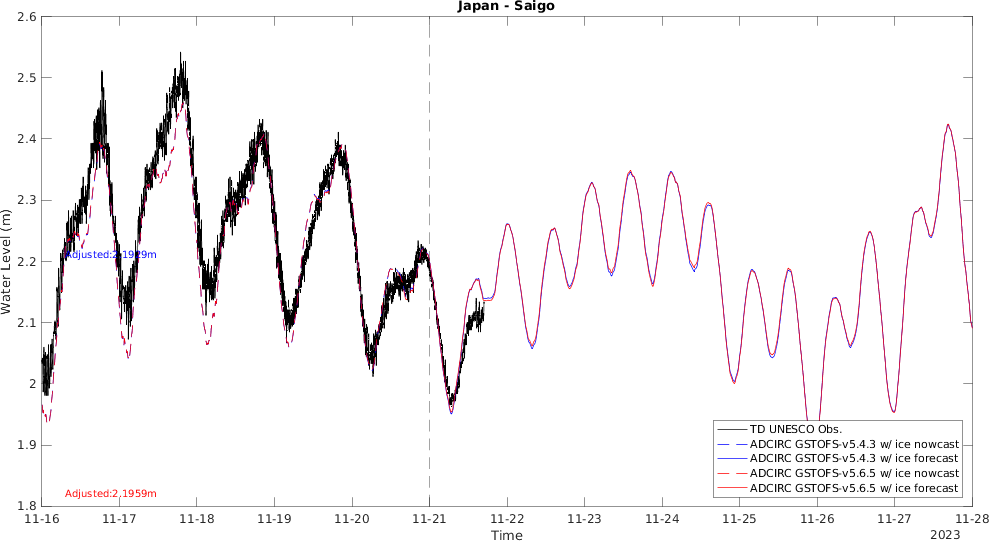 Japan - Saigo
2.6
2.5
2.4
2.3
2.2
2.1
2
1.9
1.8
Water Level (m)
Adjusted:2.1979m
Adjusted:2.1959m
TD UNESCO Obs.
ADCIRC GSTOFS-v5.4.3 w/ ice nowcast
ADCIRC GSTOFS-v5.4.3 w/ ice forecast
ADCIRC GSTOFS-v5.6.5 w/ ice nowcast
ADCIRC GSTOFS-v5.6.5 w/ ice forecast
11-16 11-17 11-18 11-19 11-20 11-21 11-22 11-23 11-24 11-25 11-26 11-27 11-28
Time
2023